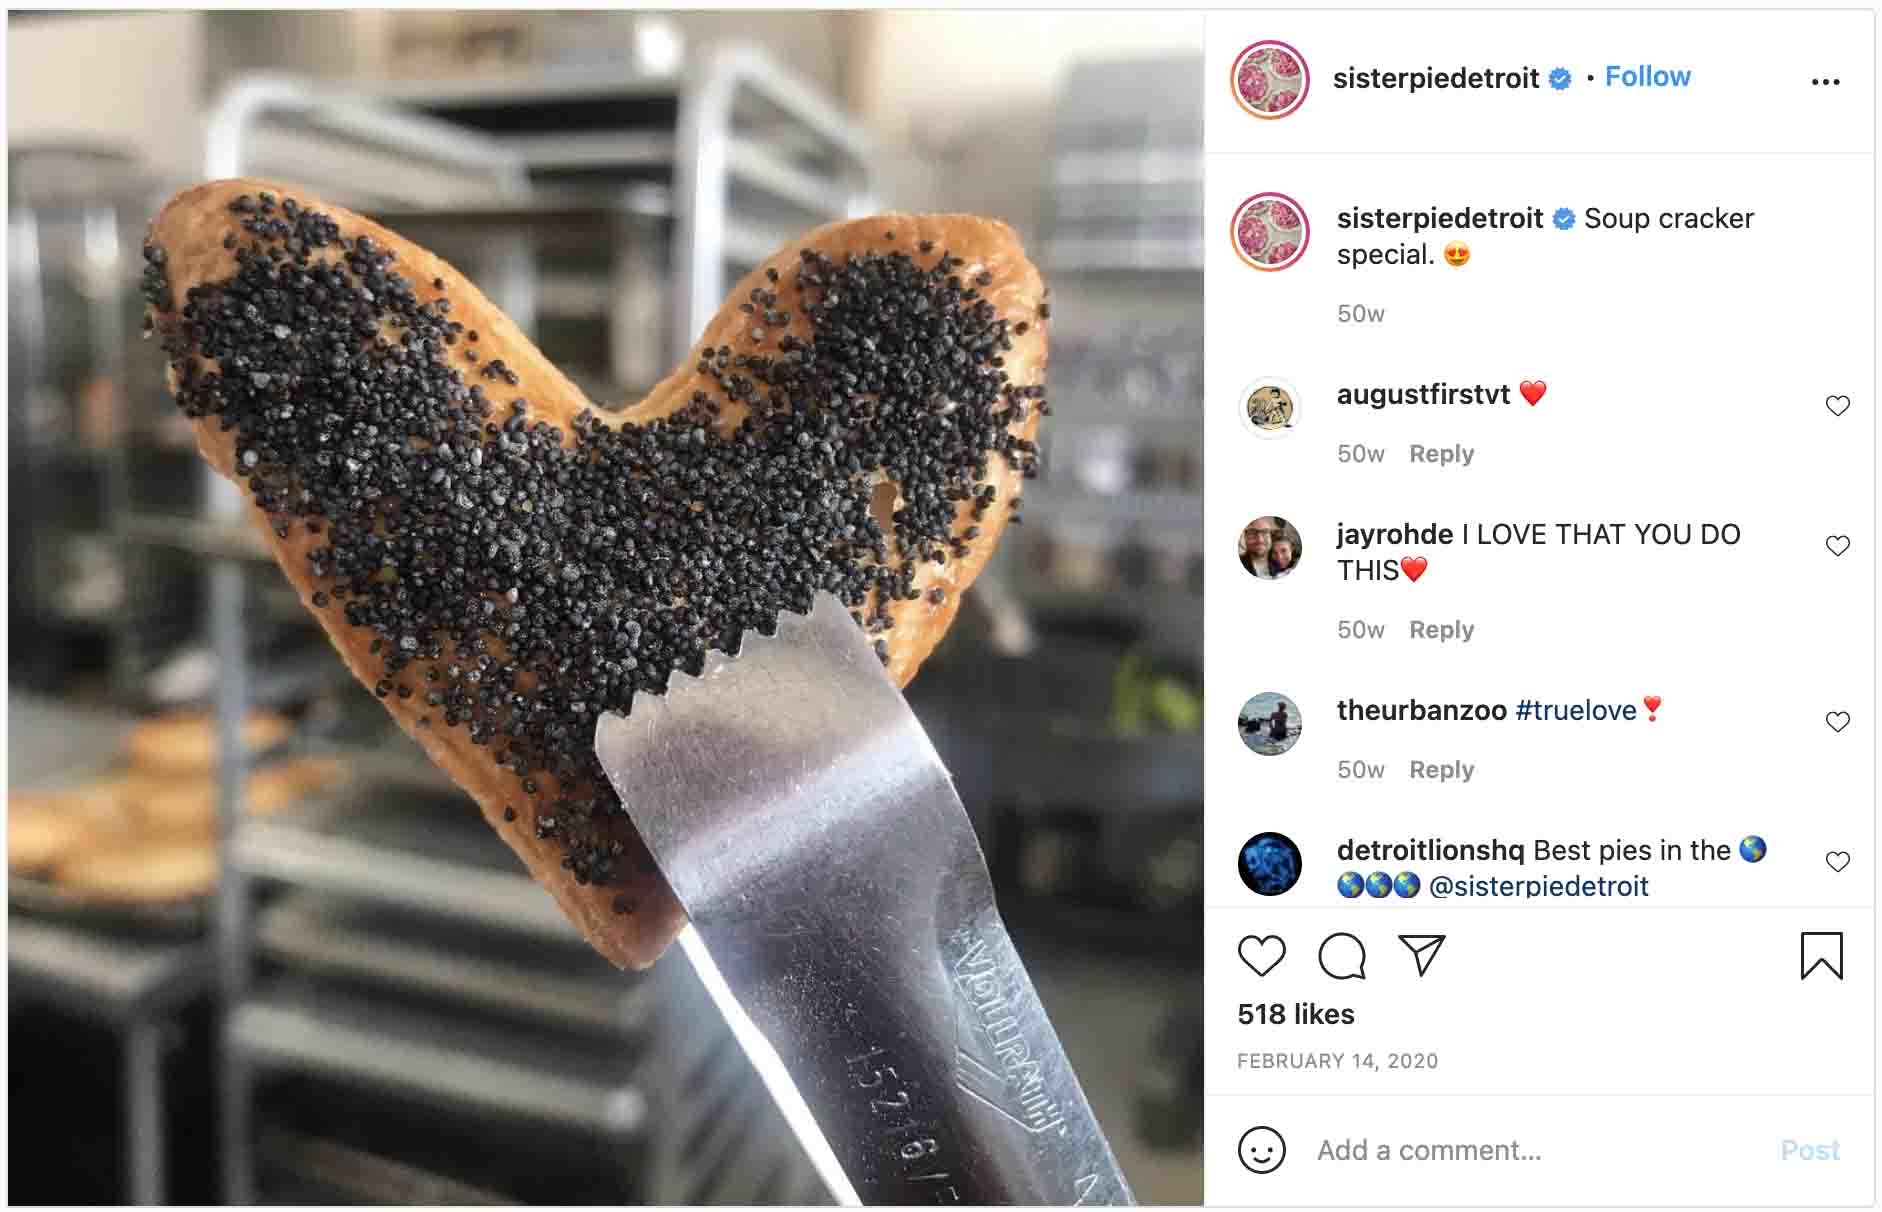 sisterpiedetroit • Follow
sisterpiedetroit Soup cracker
special. 😍
50w
augustfirstvt ❤️
50w Reply
jayrohde I LOVE THAT YOU DO
THIS❤️
50w Reply
theurbanzoo #truelove❣️
50w Reply
detroitlionshq Best pies in the 🌎
🌎🌎🌎 @sisterpiedetroit
518 likes
FEBRUARY 14, 2020
Add a comment... Post
VOLLRATH